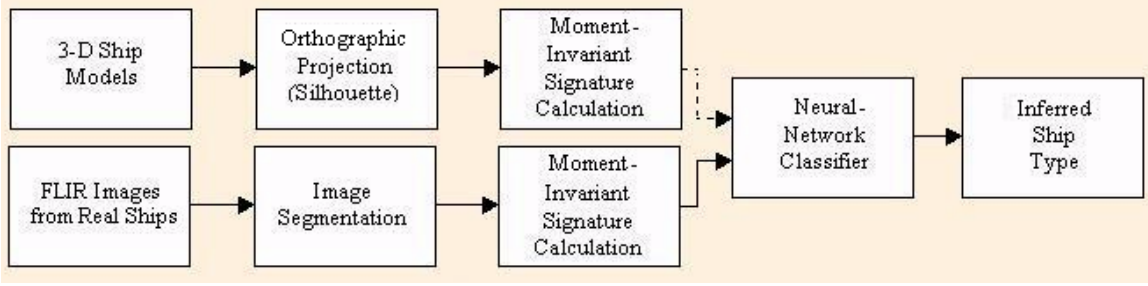 3-D Ship
Models
Orthographic
Projection
(Silhouette)
Moment-
Invariant
Signature
Calculation
Neural-
Network
Classifier
Inferred
Ship
Type
FLIR Images
from Real Ships
Image
Segmentation
Moment-
Invariant
Signature
Calculation